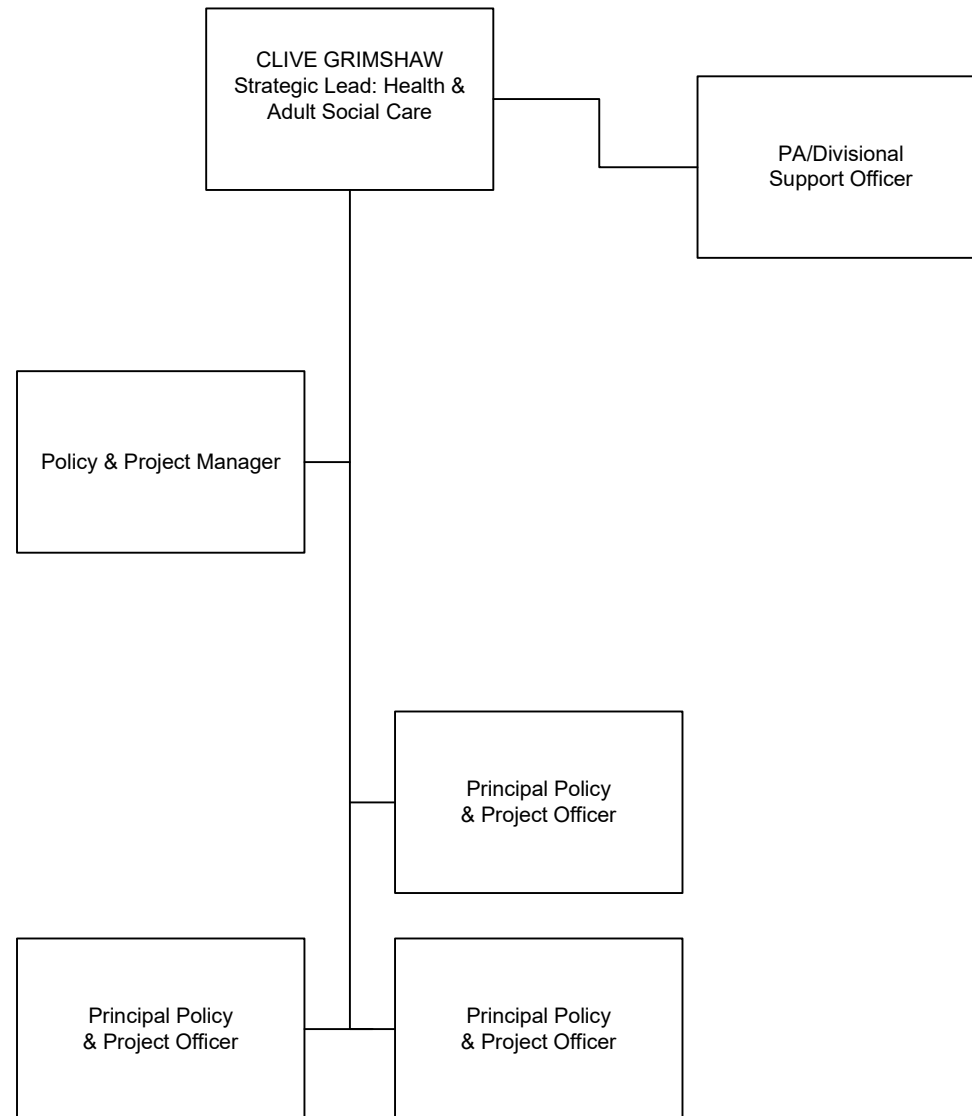 CLIVE GRIMSHAW
Strategic Lead: Health &
Adult Social Care
PA/Divisional
Support Officer
Policy & Project Manager
Principal Policy
& Project Officer
Principal Policy
& Project Officer
Principal Policy
& Project Officer